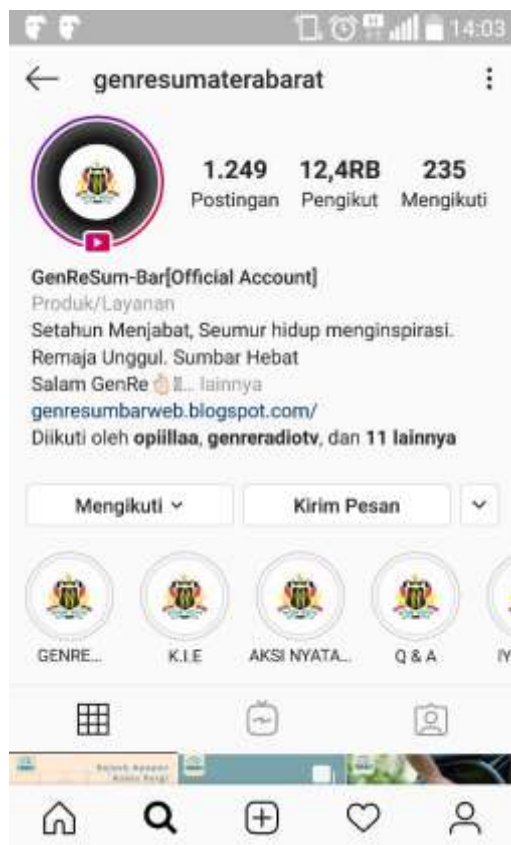 14:03
genresumaterabarat
1.249 12,4RB 235
Postingan Pengikut Mengikuti
GenReSum-Bar[Official Account]
Produk/Layanan
Setahun Menjabat, Seumur hidup menginspirasi.
Remaja Unggul. Sumbar Hebat
Salam GenRe 👌🏻 ... lainnya
genresumbarweb.blogspot.com/
Diikuti oleh opiillaa, genreradiotv, dan 11 lainnya
Mengikuti Kirim Pesan
GENRE... K.I.E AKSI NYATA... Q & A IY